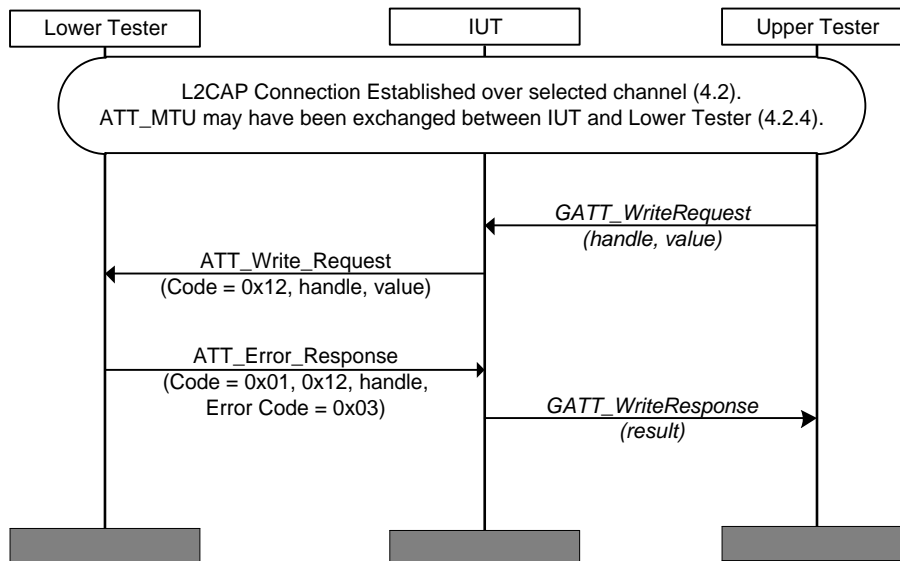 Lower Tester
IUT
Upper Tester
L2CAP Connection Established over selected channel (4.2).
ATT_MTU may have been exchanged between IUT and Lower Tester (4.2.4).
GATT_WriteRequest
(handle, value)
ATT_Write_Request
(Code = 0x12, handle, value)
ATT_Error_Response
(Code = 0x01, 0x12, handle,
Error Code = 0x03)
GATT_WriteResponse
(result)